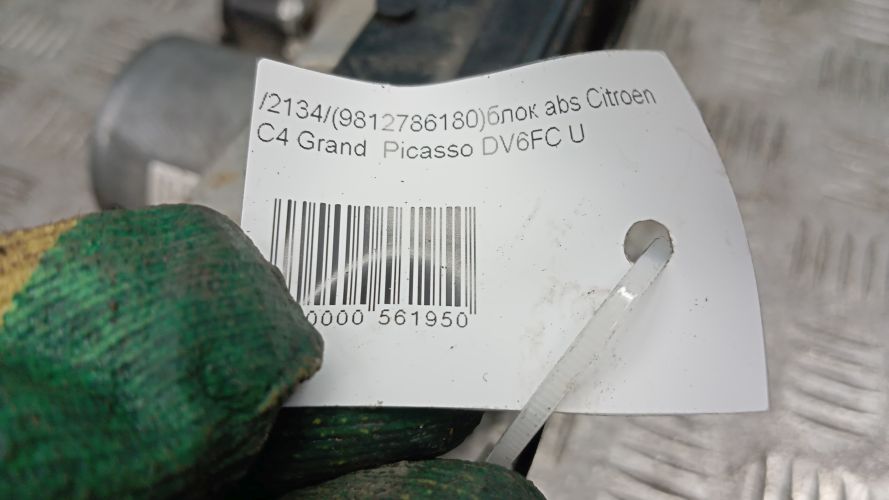 /2134/(9812786180)блок abs Citroen
C4 Grand Picasso DV6FC U
0000 561950